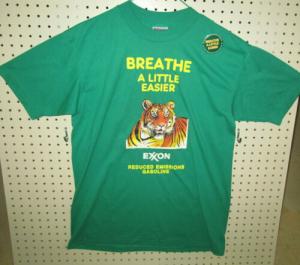 BREATHE
A LITTLE
EASIER
EXXON
REDUCED EMISSIONS
GASOLINE